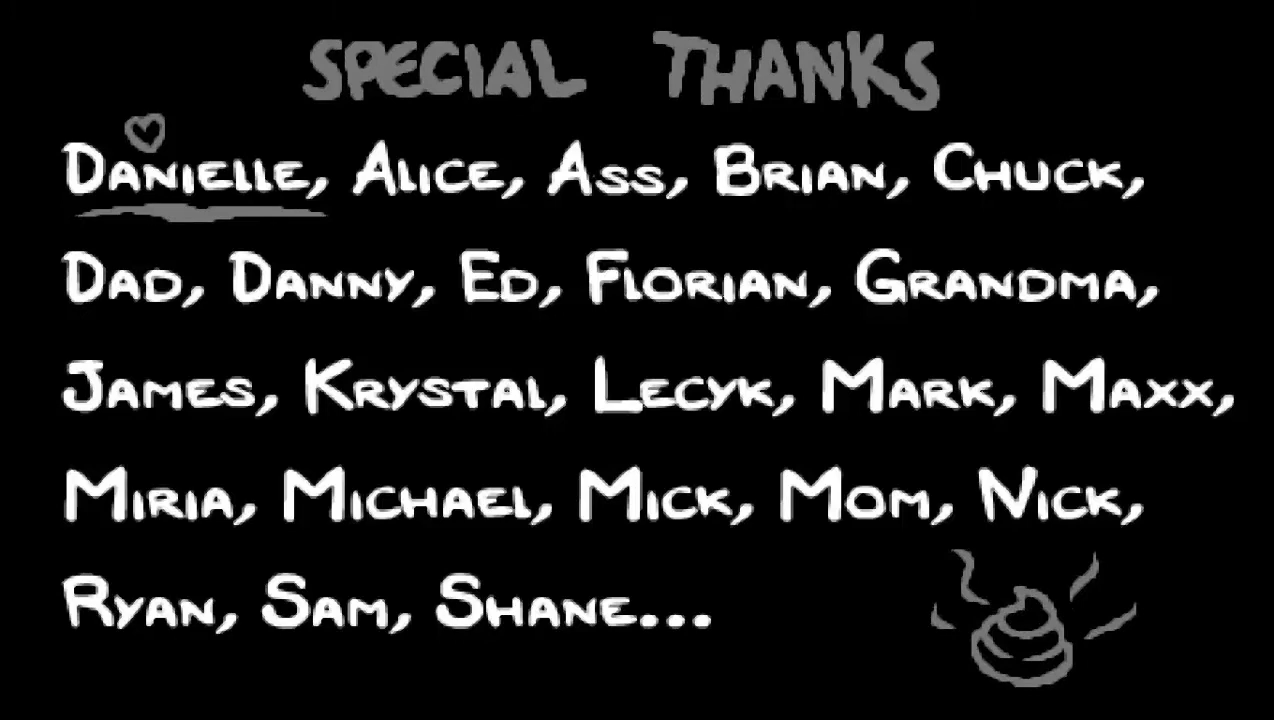 SPECIAL THANKS
DANIELLE, ALICE, ASS, BRIAN, CHUCK,
DAD, DANNY, ED, FLORIAN, GRANDMA,
JAMES, KRYSTAL, LECYK, MARK, MAXX,
MIRIA, MICHAEL, MICK, MOM, NICK,
RYAN, SAM, SHANE...